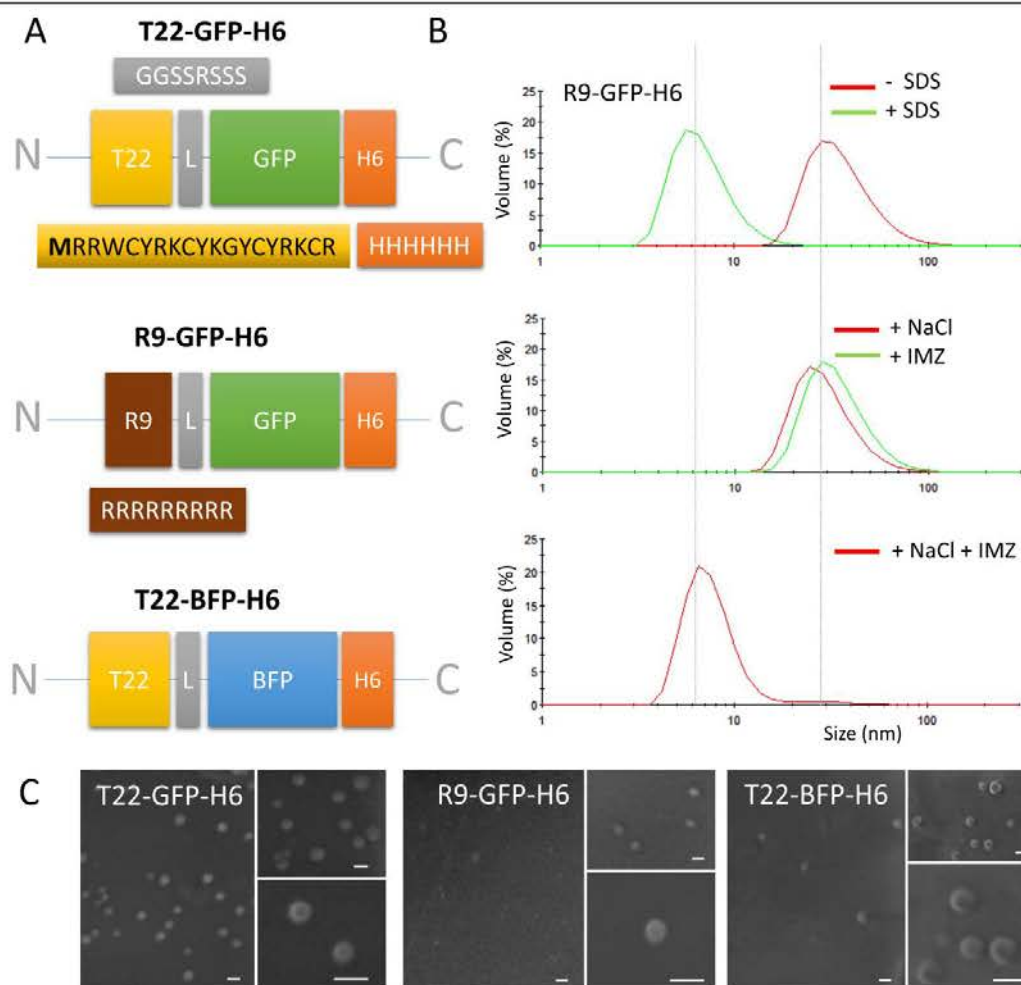 A
T22-GFP-H6
GGSSRSSS
N
T22
L
GFP
H6
C
MRRWCYRKCYKGYCYRKCR
HHHHHH
R9-GFP-H6
N
R9
L
GFP
H6
C
RRRRRRRRR
T22-BFP-H6
N
T22
L
BFP
H6
C
B
R9-GFP-H6
- SDS
+ SDS
Volume (%)
25
20
15
10
5
0
1
10
100
+ NaCl
+ IMZ
Volume (%)
25
20
15
10
5
0
1
10
100
+ NaCl + IMZ
Volume (%)
25
20
15
10
5
0
1
10
100
Size (nm)
C
T22-GFP-H6
R9-GFP-H6
T22-BFP-H6